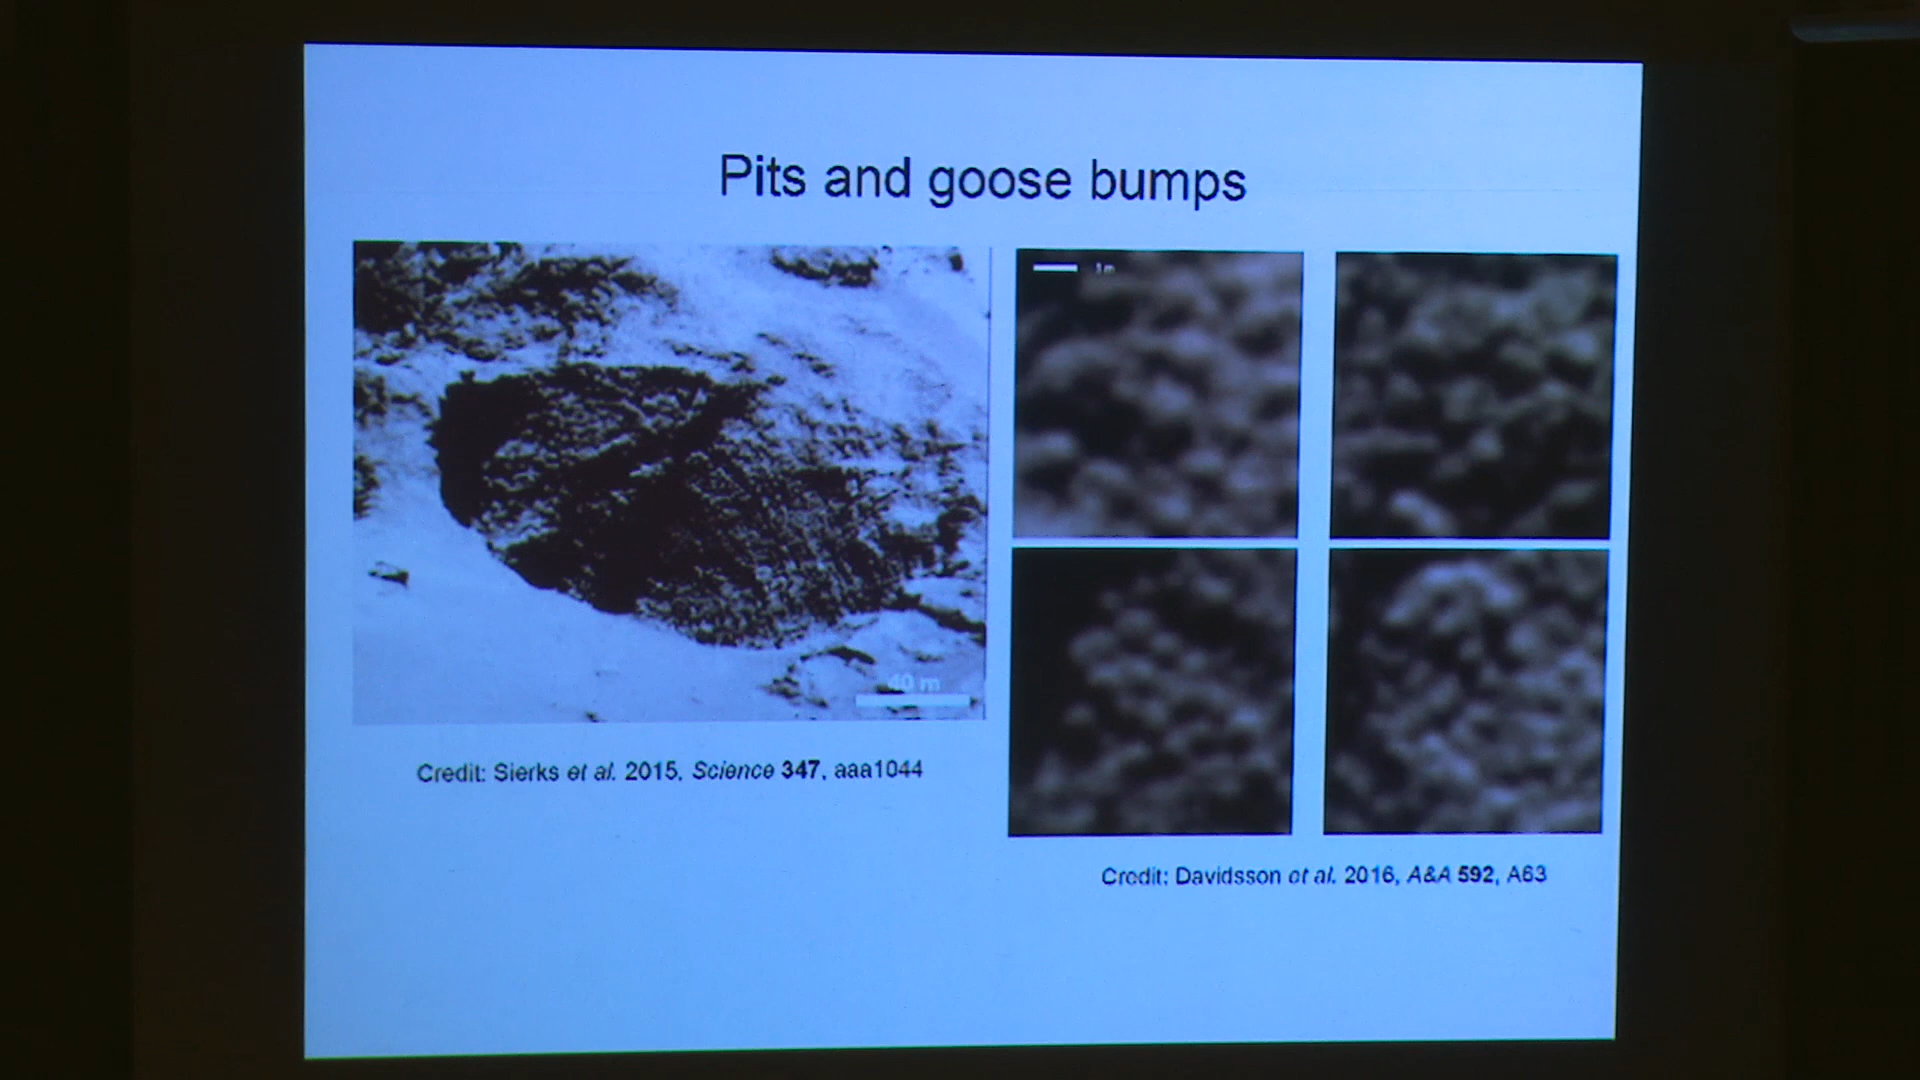 Pits and goose bumps
1m
40 m
Credit: Sierks et al. 2015. Science 347, aaa1044
Credit: Davidsson et al. 2016, A&A 592, A63